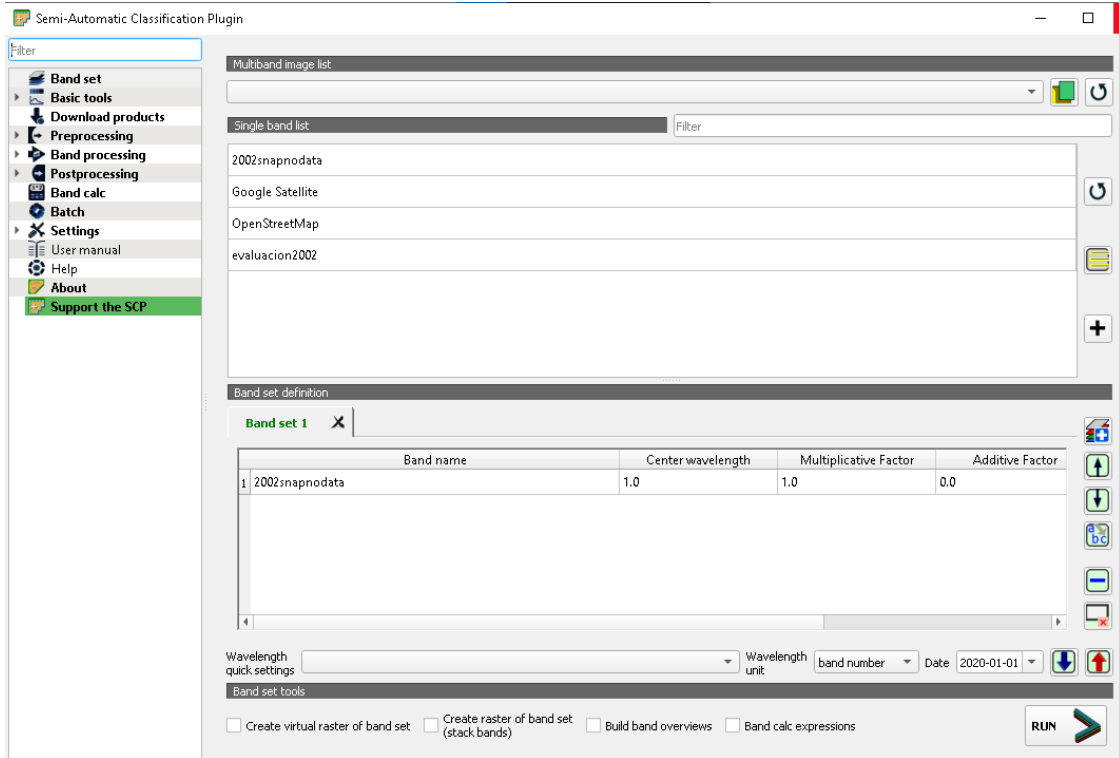 Semi-Automatic Classification Plugin
Filter
Band set
Basic tools
Download products
Preprocessing
Band processing
Postprocessing
Band calc
Batch
Settings
User manual
Help
About
Support the SCP
Multiband image list
Single band list
Filter
2002snapnodata
Google Satellite
OpenStreetMap
evaluacion2002
Band set definition
Band set 1
Band name Center wavelength Multiplicative Factor Additive Factor
1 2002snapnodata 1.0 1.0 0.0
a
bc
Wavelength
quick settings
Wavelength
unit
band number
Date 2020-01-01
Band set tools
Create virtual raster of band set
Create raster of band set
(stack bands)
Build band overviews
Band calc expressions
RUN